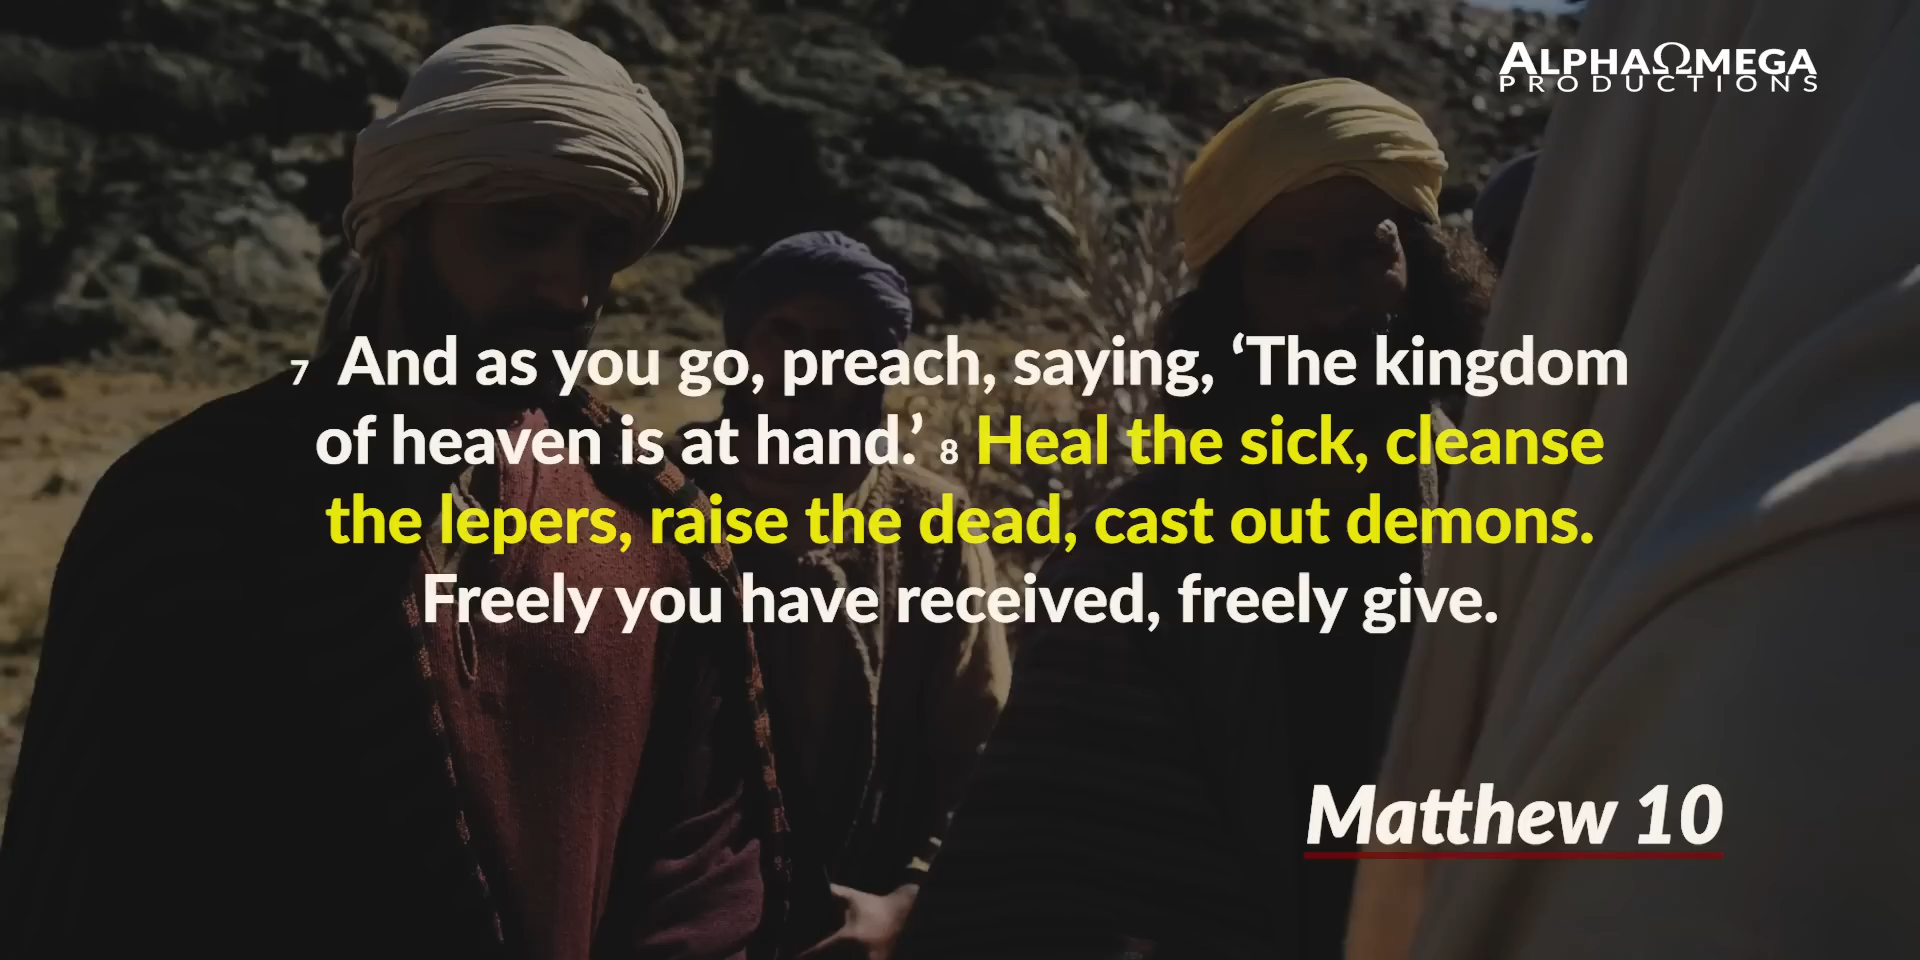 ALPHAΩMEGA
PRODUCTIONS
7 And as you go, preach, saying, ‘The kingdom
of heaven is at hand.’ 8 Heal the sick, cleanse
the lepers, raise the dead, cast out demons.
Freely you have received, freely give.
Matthew 10